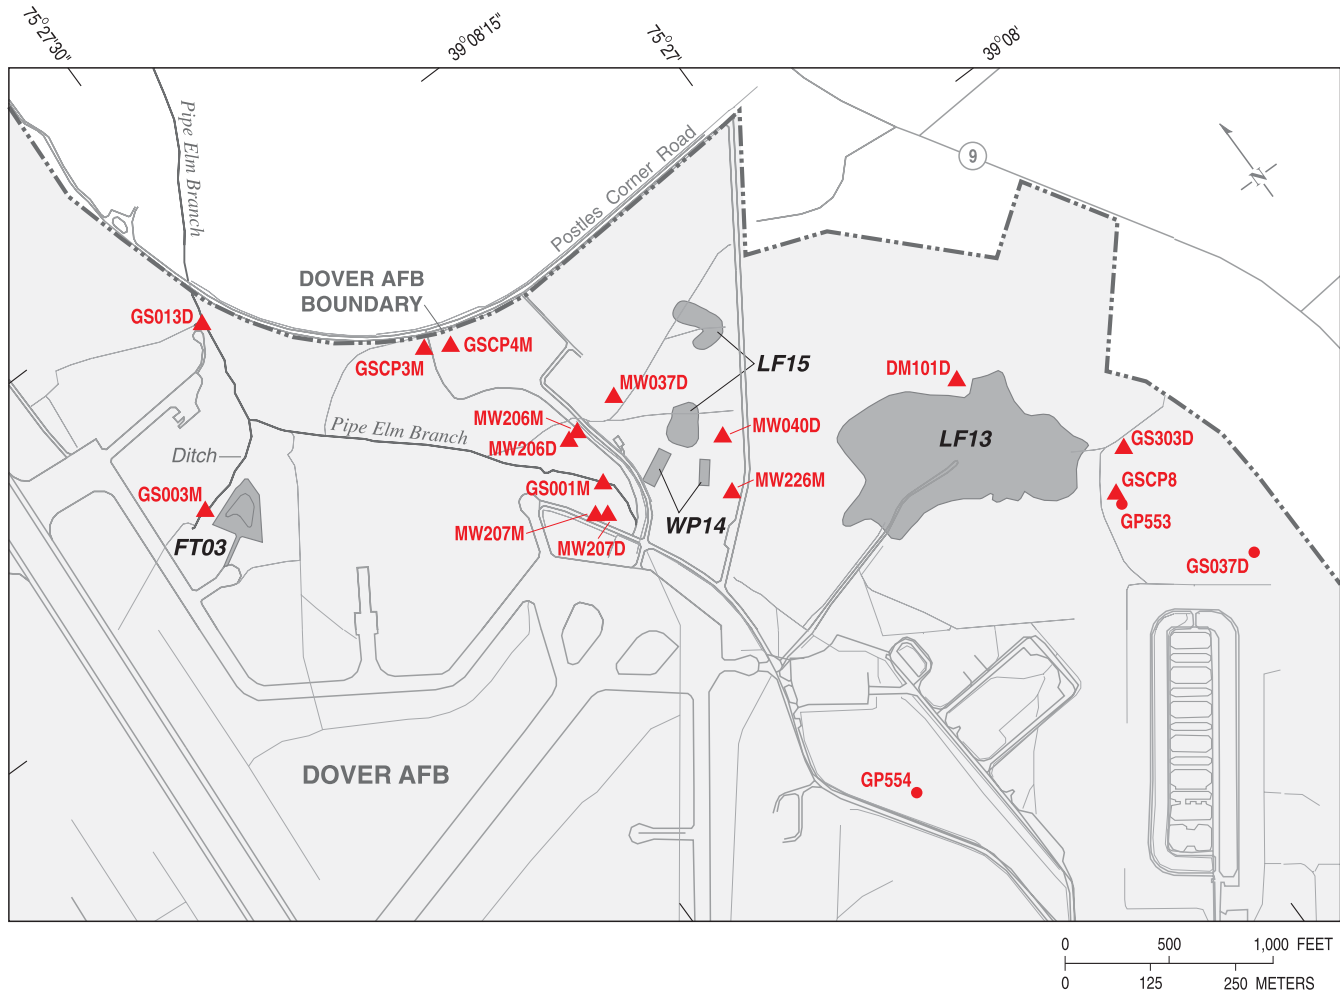 75°27'30"
39°08'15"
75°27'
39°08'
Pipe Elm Branch
Postles Corner Road
9
N
DOVER AFB
BOUNDARY
GS013D
GSCP4M
GSCP3M
LF15
DM101D
MW037D
MW206M
MW040D
Pipe Elm Branch
LF13
GS303D
MW206D
Ditch
GS001M
MW226M
GSCP8
GS003M
GP553
WP14
MW207M
FT03
MW207D
GS037D
DOVER AFB
GP554
0 500 1,000 FEET
0 125 250 METERS